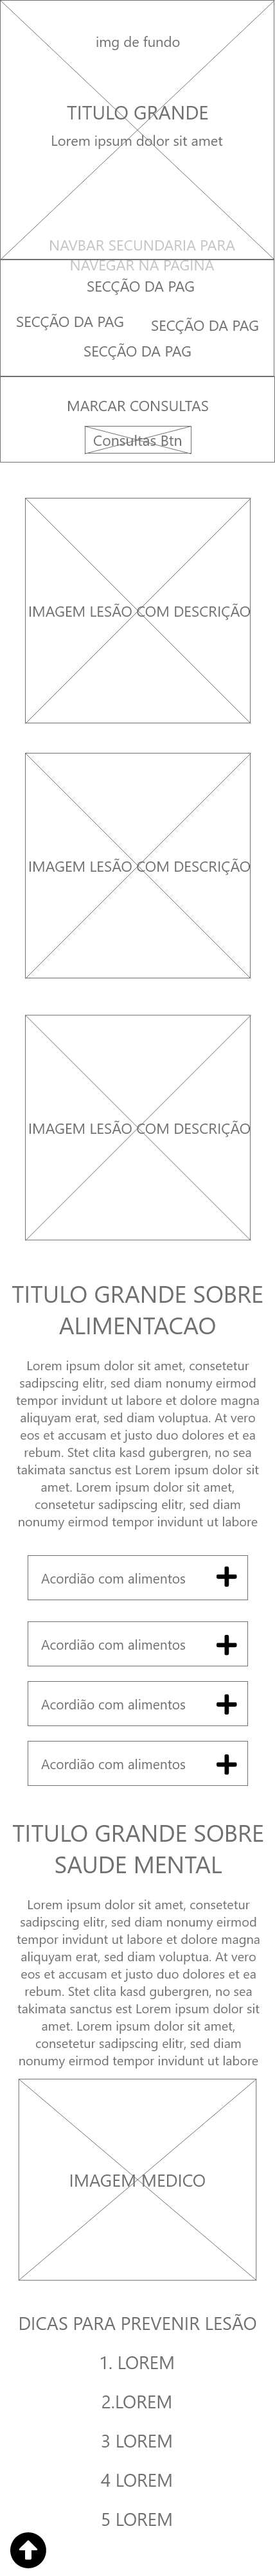 img de fundo
TITULO GRANDE
Lorem ipsum dolor sit amet
NAVBAR SECUNDARIA PARA
NAVEGAR NA PAGINA
SECÇÃO DA PAG
SECÇÃO DA PAG
SECÇÃO DA PAG
SECÇÃO DA PAG
MARCAR CONSULTAS
Consultas Btn
IMAGEM LESÃO COM DESCRIÇÃO
IMAGEM LESÃO COM DESCRIÇÃO
IMAGEM LESÃO COM DESCRIÇÃO
TITULO GRANDE SOBRE
ALIMENTACAO
Lorem ipsum dolor sit amet, consetetur
sadipscing elitr, sed diam nonumy eirmod
tempor invidunt ut labore et dolore magna
aliquyam erat, sed diam voluptua. At vero
eos et accusam et justo duo dolores et ea
rebum. Stet clita kasd gubergren, no sea
takimata sanctus est Lorem ipsum dolor sit
amet. Lorem ipsum dolor sit amet,
consetetur sadipscing elitr, sed diam
nonumy eirmod tempor invidunt ut labore
Acordião com alimentos
Acordião com alimentos
Acordião com alimentos
Acordião com alimentos
TITULO GRANDE SOBRE
SAUDE MENTAL
Lorem ipsum dolor sit amet, consetetur
sadipscing elitr, sed diam nonumy eirmod
tempor invidunt ut labore et dolore magna
aliquyam erat, sed diam voluptua. At vero
eos et accusam et justo duo dolores et ea
rebum. Stet clita kasd gubergren, no sea
takimata sanctus est Lorem ipsum dolor sit
amet. Lorem ipsum dolor sit amet,
consetetur sadipscing elitr, sed diam
nonumy eirmod tempor invidunt ut labore
IMAGEM MEDICO
DICAS PARA PREVENIR LESÃO
1. LOREM
2.LOREM
3 LOREM
4 LOREM
5 LOREM